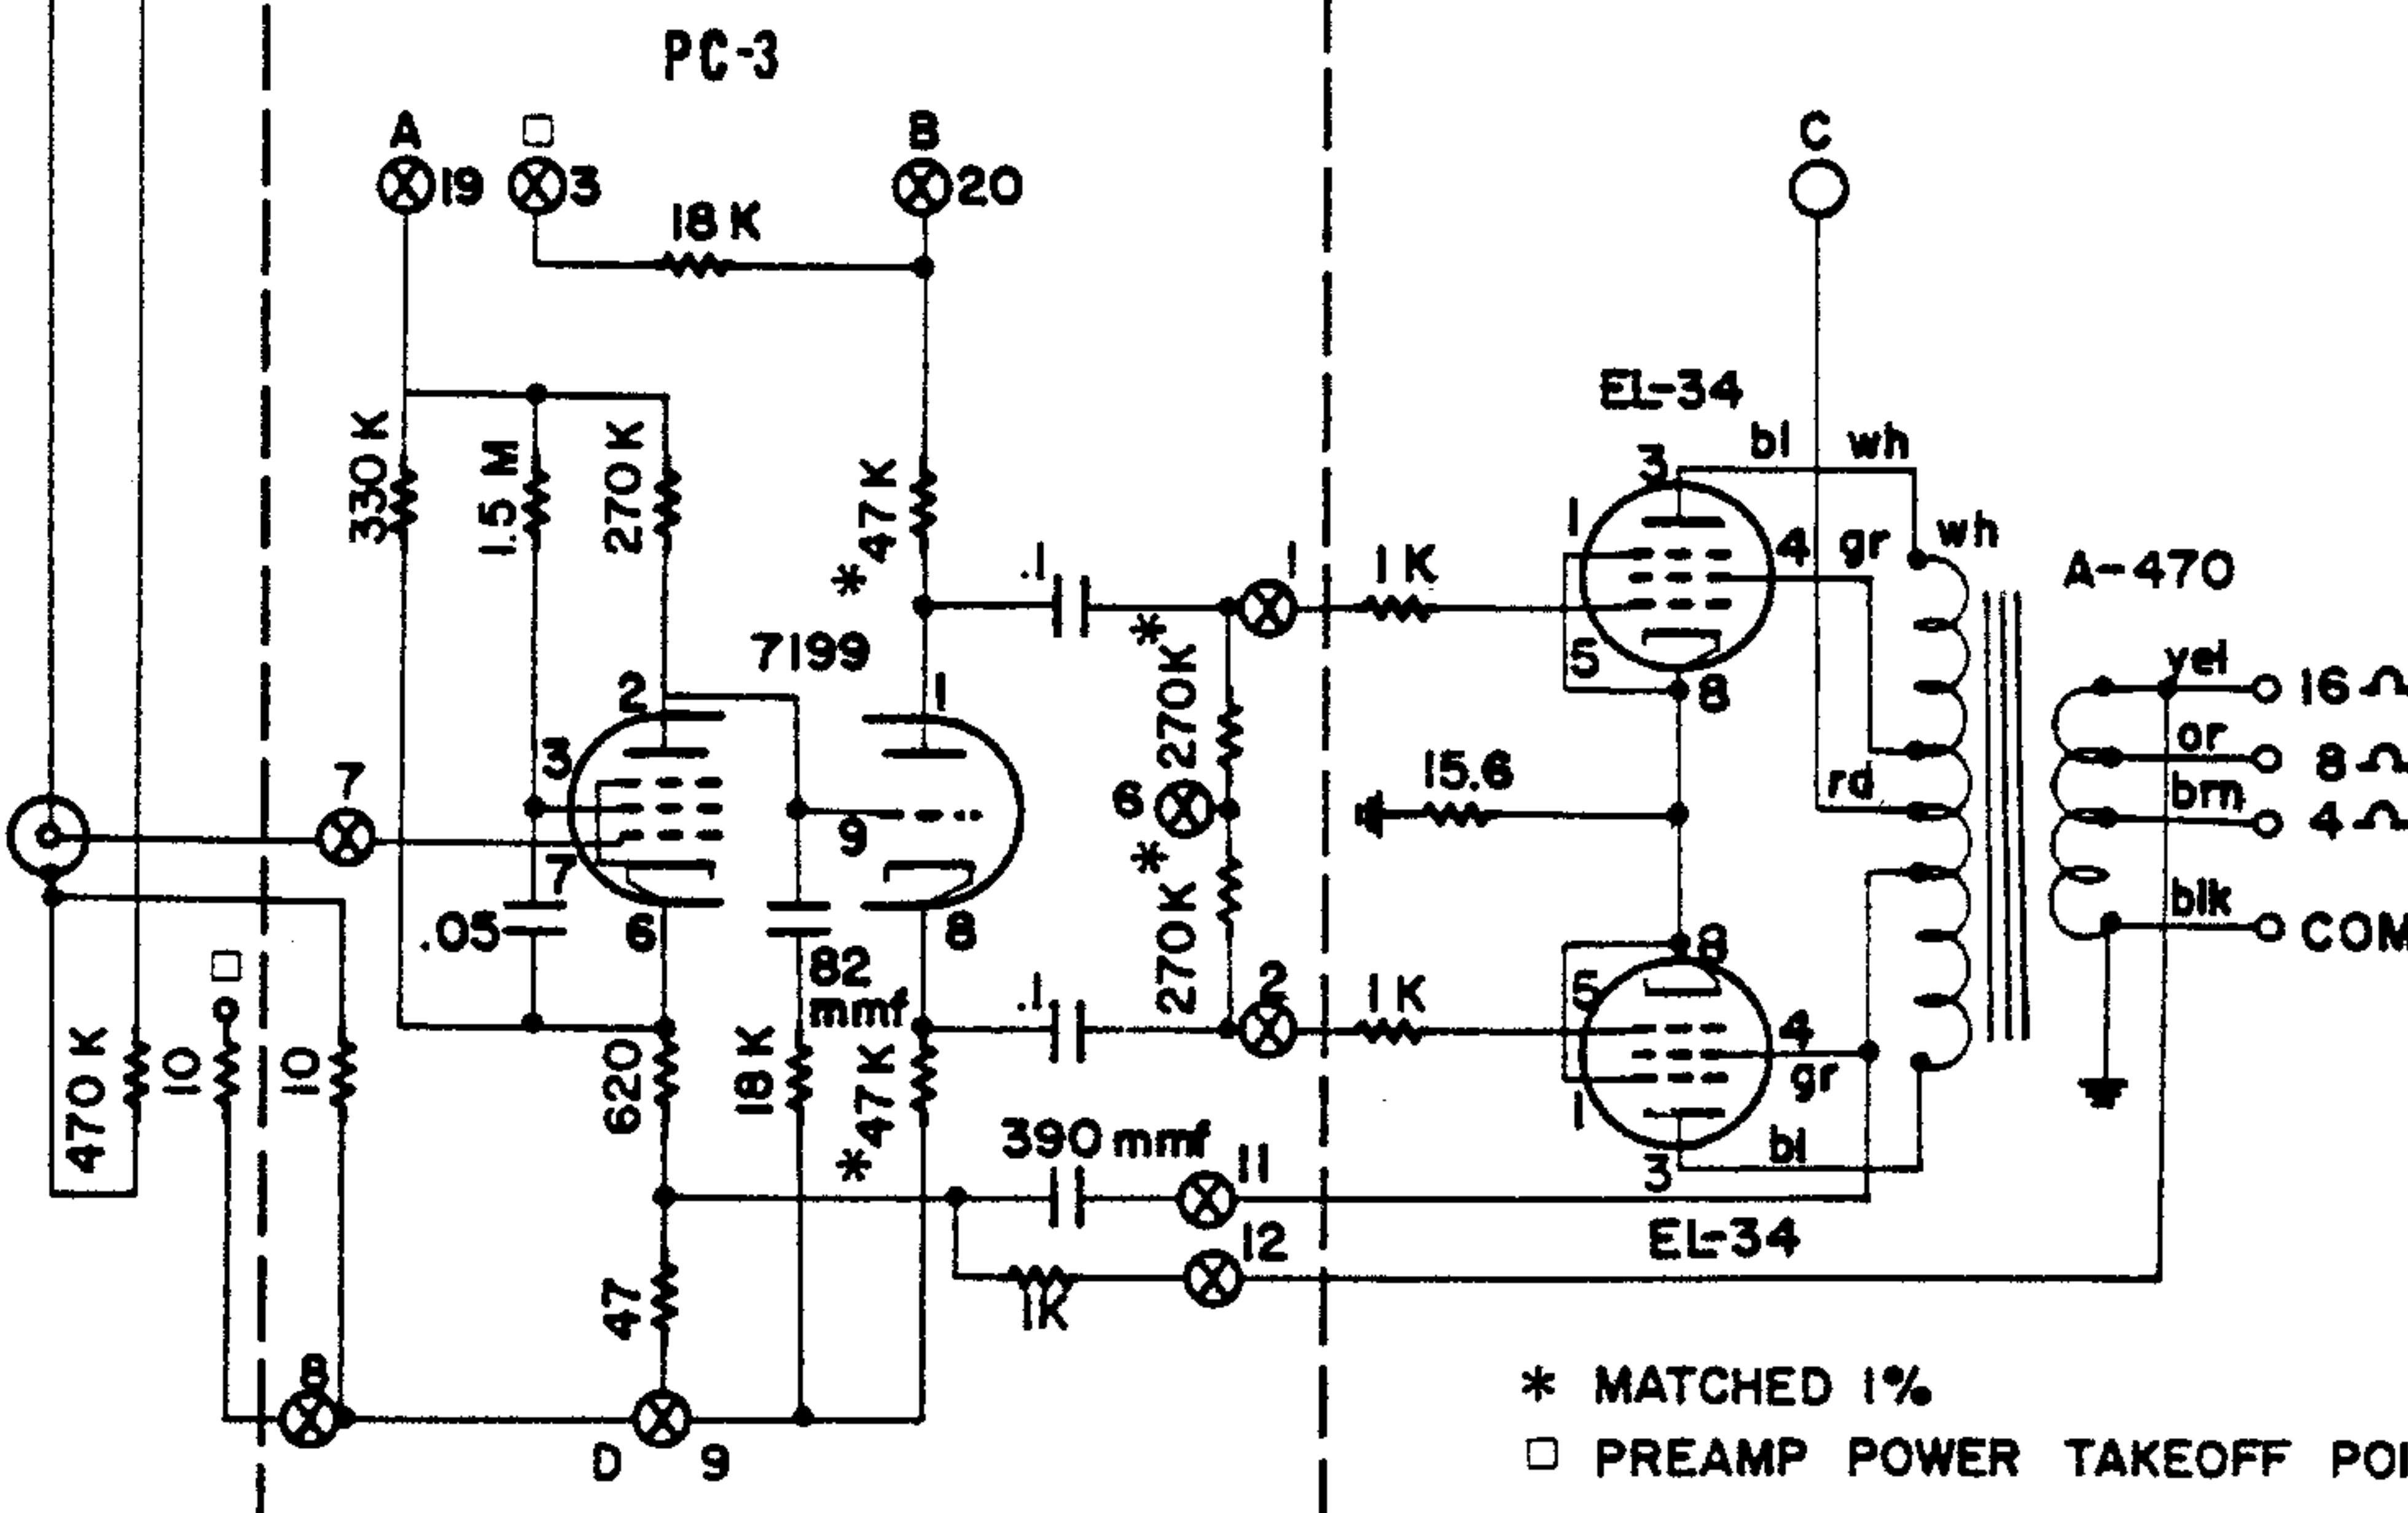 PC-3
A
□
B
C
19
3
20
18 K
EL-34
330 K
1.5 M
270 K
* 47 K
bl
wh
3
1
4
gr
wh
A-470
.1
1
1 K
*
7199
270K
5
8
yel
16 Ω
2
1
or
8 Ω
3
15.6
rd
brn
4 Ω
7
6
9
*
blk
7
8
COM
.05
6
8
82
mmf
270K
2
□
.1
1 K
5
4
gr
470 K
10
10
620
18 K
* 47 K
1
390 mmf
11
bl
3
12
EL-34
47
1K
8
D
9
* MATCHED 1%
□ PREAMP POWER TAKEOFF